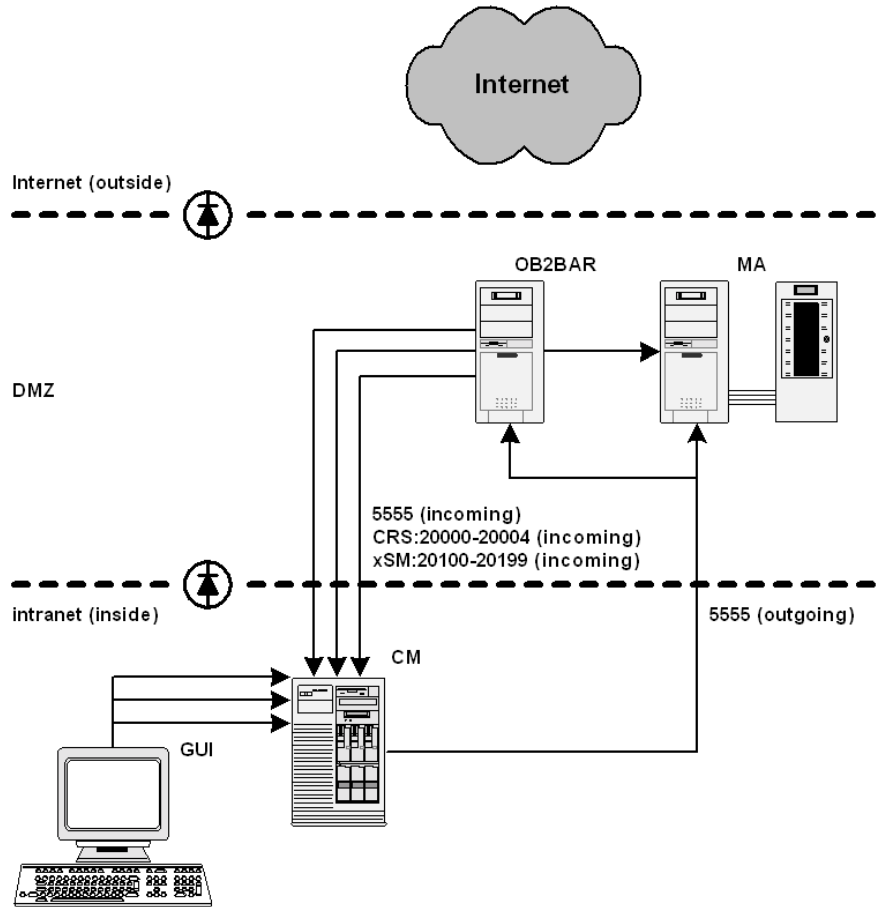 Internet
Internet (outside)
OB2BAR
MA
DMZ
5555 (incoming)
CRS:20000-20004 (incoming)
xSM:20100-20199 (incoming)
intranet (inside)
5555 (outgoing)
CM
GUI